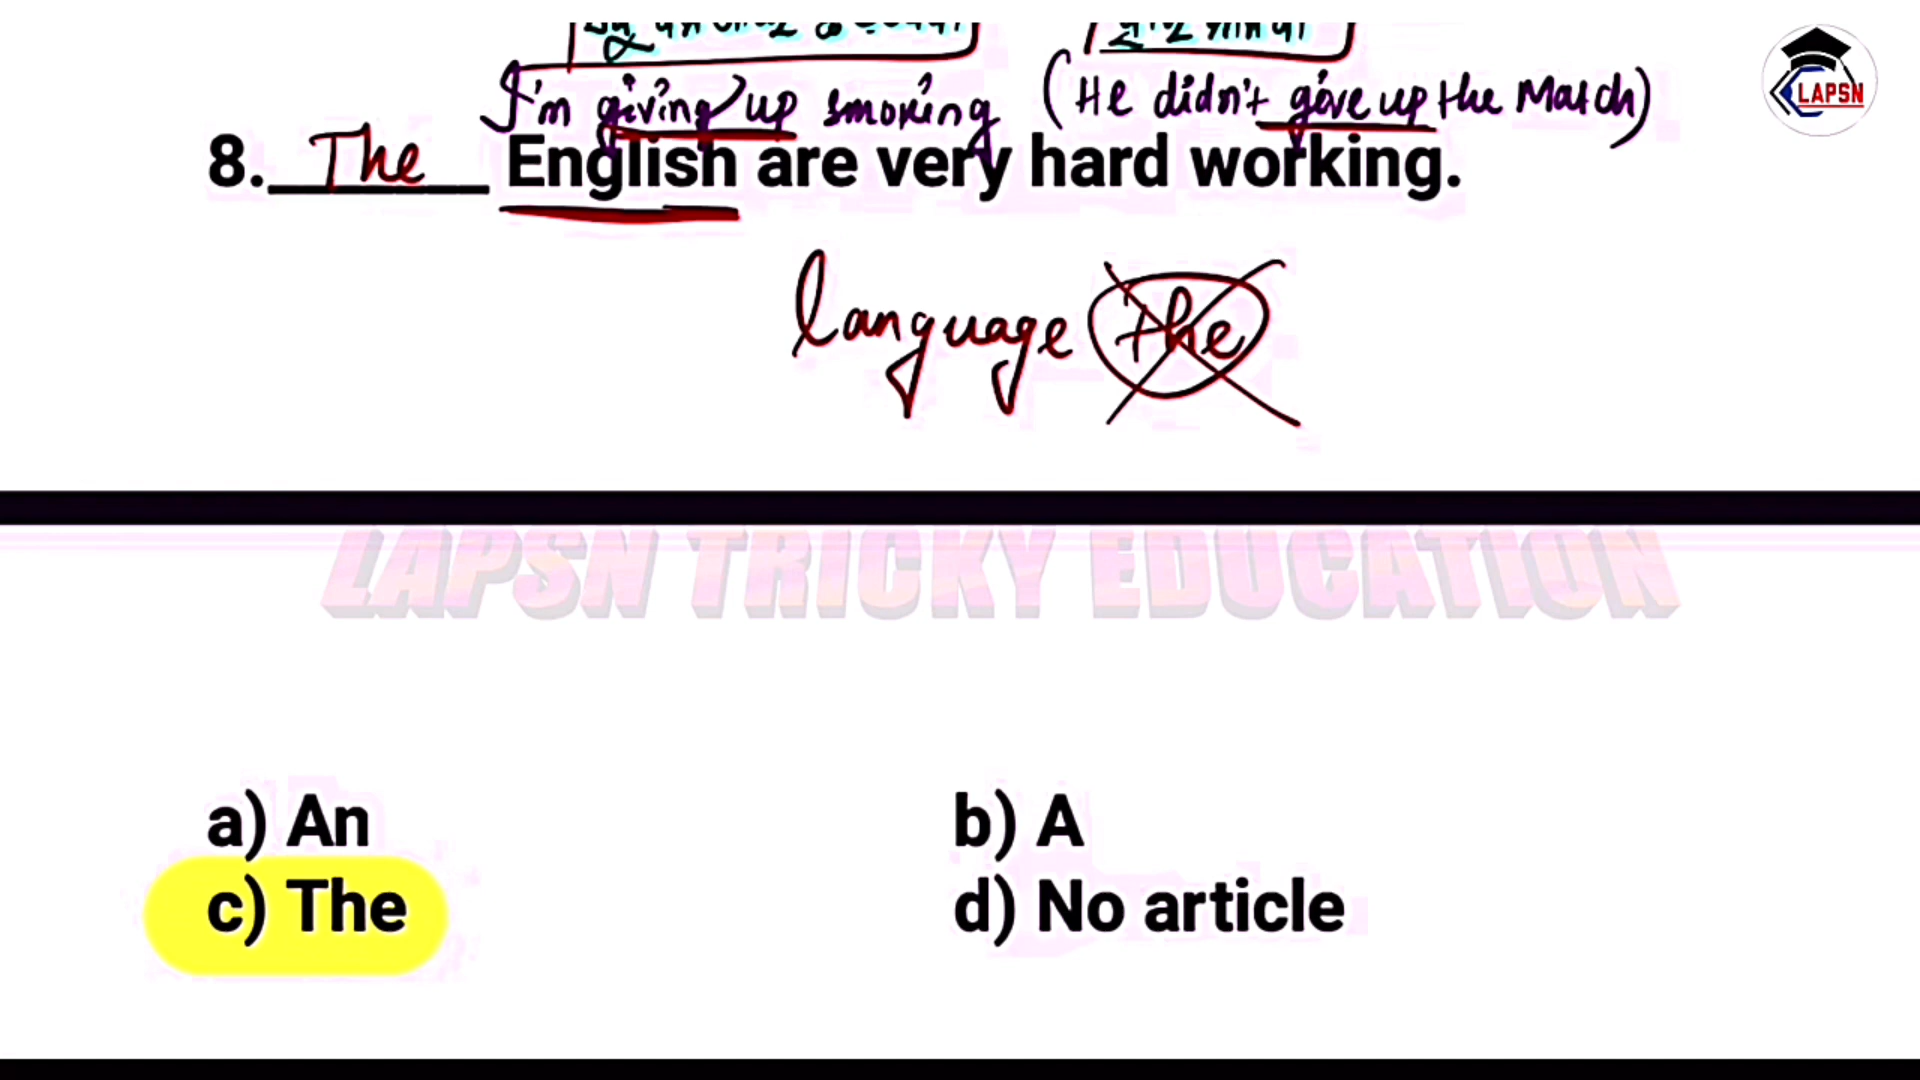 I'm giving up smoking (He didn't give up the Match)
LAPSN
8. The English are very hard working.
language the
LAPSN TRICKY EDUCATION
a) An
b) A
c) The
d) No article